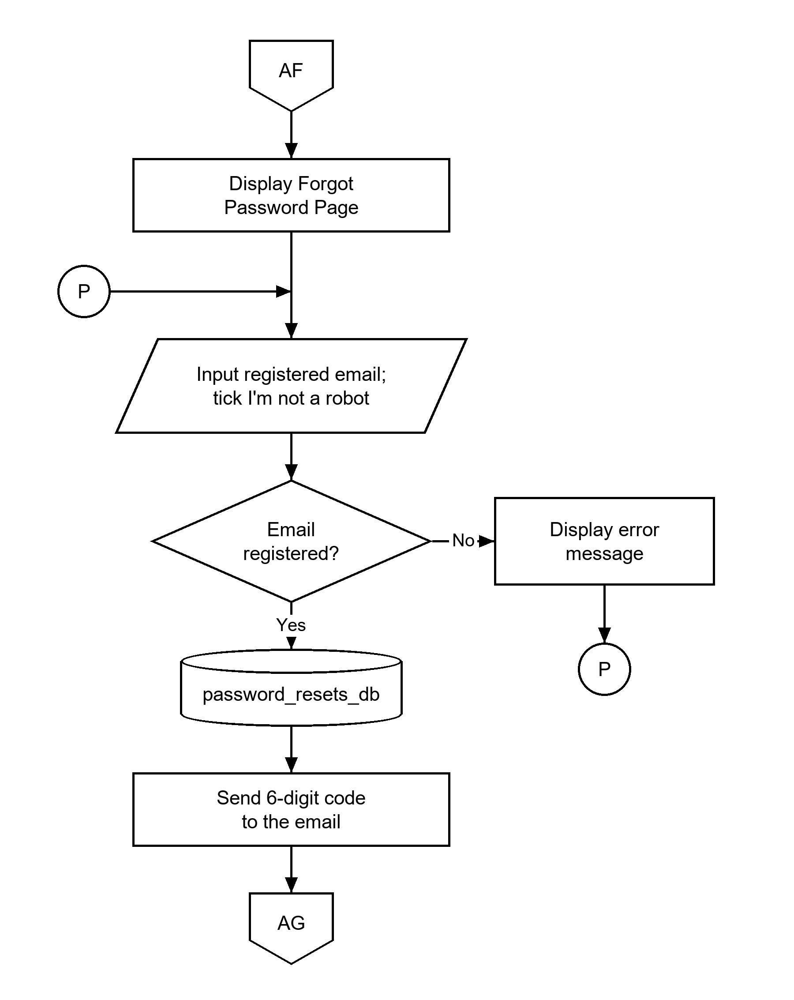 AF
Display Forgot
Password Page
P
Input registered email;
tick I'm not a robot
Email
registered?
No
Display error
message
Yes
P
password_resets_db
Send 6-digit code
to the email
AG